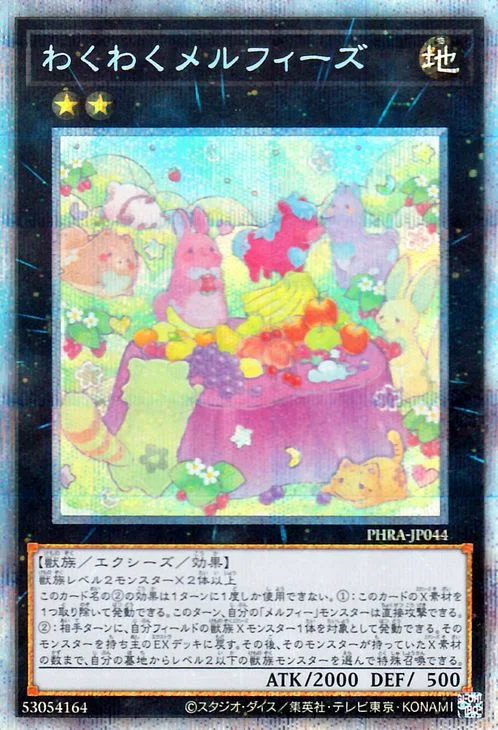 わくわくメルフィーズ
地
PHRA-JP044
【獣族／エクシーズ／効果】
獣族レベル２モンスター×２体以上
このカード名の②の効果は１ターンに１度しか使用できない。①：このカードのX素材を
１つ取り除いて発動できる。このターン、自分の「メルフィー」モンスターは直接攻撃できる。
②：相手ターンに、自分フィールドの獣族Xモンスター１体を対象として発動できる。その
モンスターを持ち主のEXデッキに戻す。その後、そのモンスターが持っていたX素材
の数まで、自分の墓地からレベル２以下の獣族モンスターを選んで特殊召喚できる。
ATK/2000 DEF/ 500
53054164 ©スタジオ・ダイス／集英社・テレビ東京・KONAMI